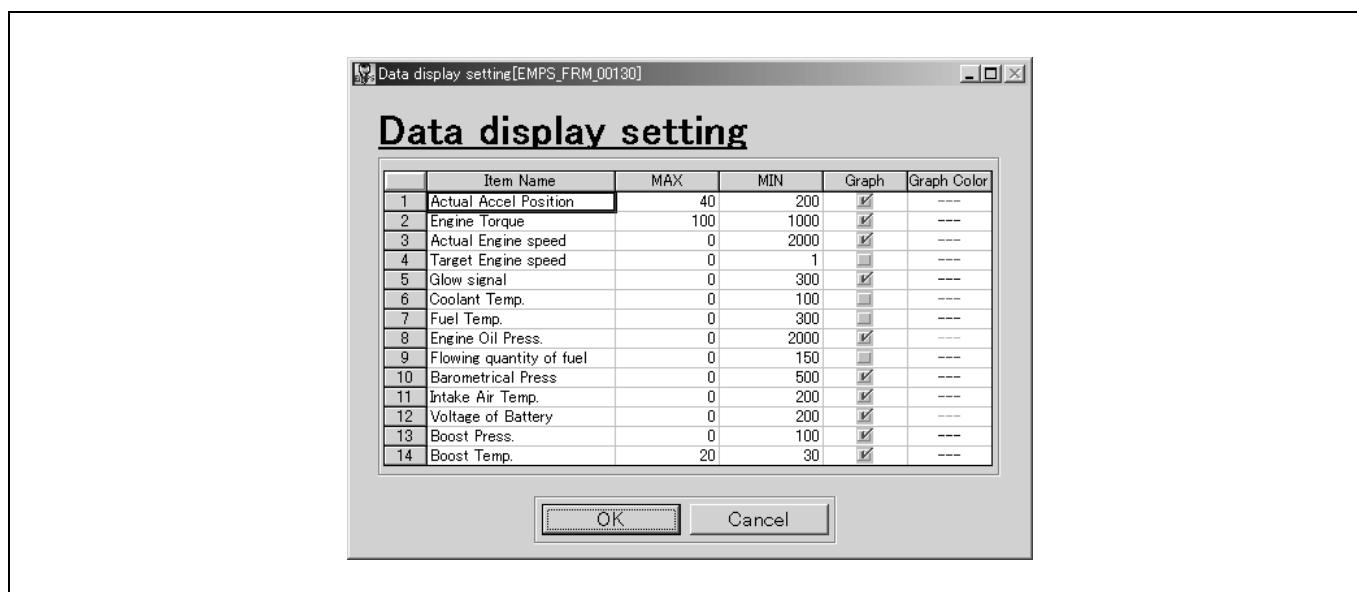 Data display setting[EMPS_FRM_00130]
Data display setting
Item Name MAX MIN Graph Graph Color
1 Actual Accel Position 40 200 ---
2 Engine Torque 100 1000 ---
3 Actual Engine speed 0 2000 ---
4 Target Engine speed 0 1 ---
5 Glow signal 0 300 ---
6 Coolant Temp. 0 100 ---
7 Fuel Temp. 0 300 ---
8 Engine Oil Press. 0 2000 ---
9 Flowing quantity of fuel 0 150 ---
10 Barometrical Press 0 500 ---
11 Intake Air Temp. 0 200 ---
12 Voltage of Battery 0 200 ---
13 Boost Press. 0 100 ---
14 Boost Temp. 20 30 ---
OK Cancel